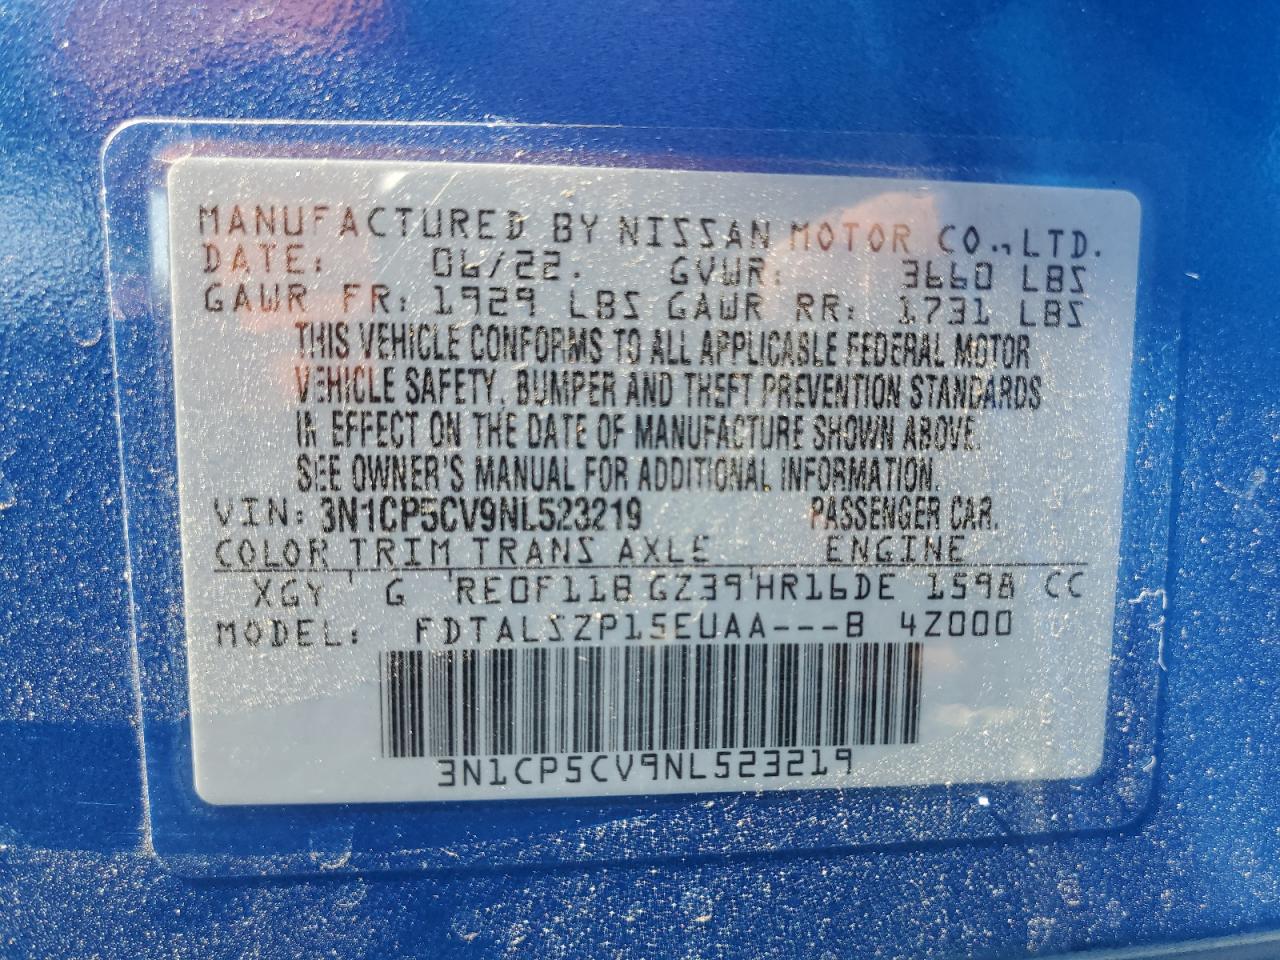 MANUFACTURED BY NISSAN MOTOR CO., LTD.
DATE: 06/22. GVWR: 3660 LBS
GAWR FR: 1929 LBS GAWR RR: 1731 LBS
THIS VEHICLE CONFORMS TO ALL APPLICABLE FEDERAL MOTOR
VEHICLE SAFETY, BUMPER AND THEFT PREVENTION STANDARDS
IN EFFECT ON THE DATE OF MANUFACTURE SHOWN ABOVE.
SEE OWNER'S MANUAL FOR ADDITIONAL INFORMATION.
VIN: 3N1CP5CV9NL523219 PASSENGER CAR.
COLOR TRIM TRANS AXLE ENGINE
XGY G RE0F11B GZ39 HR16DE 1598 CC
MODEL: FDTALSZP15EUAA---B 4Z000
3N1CP5CV9NL523219